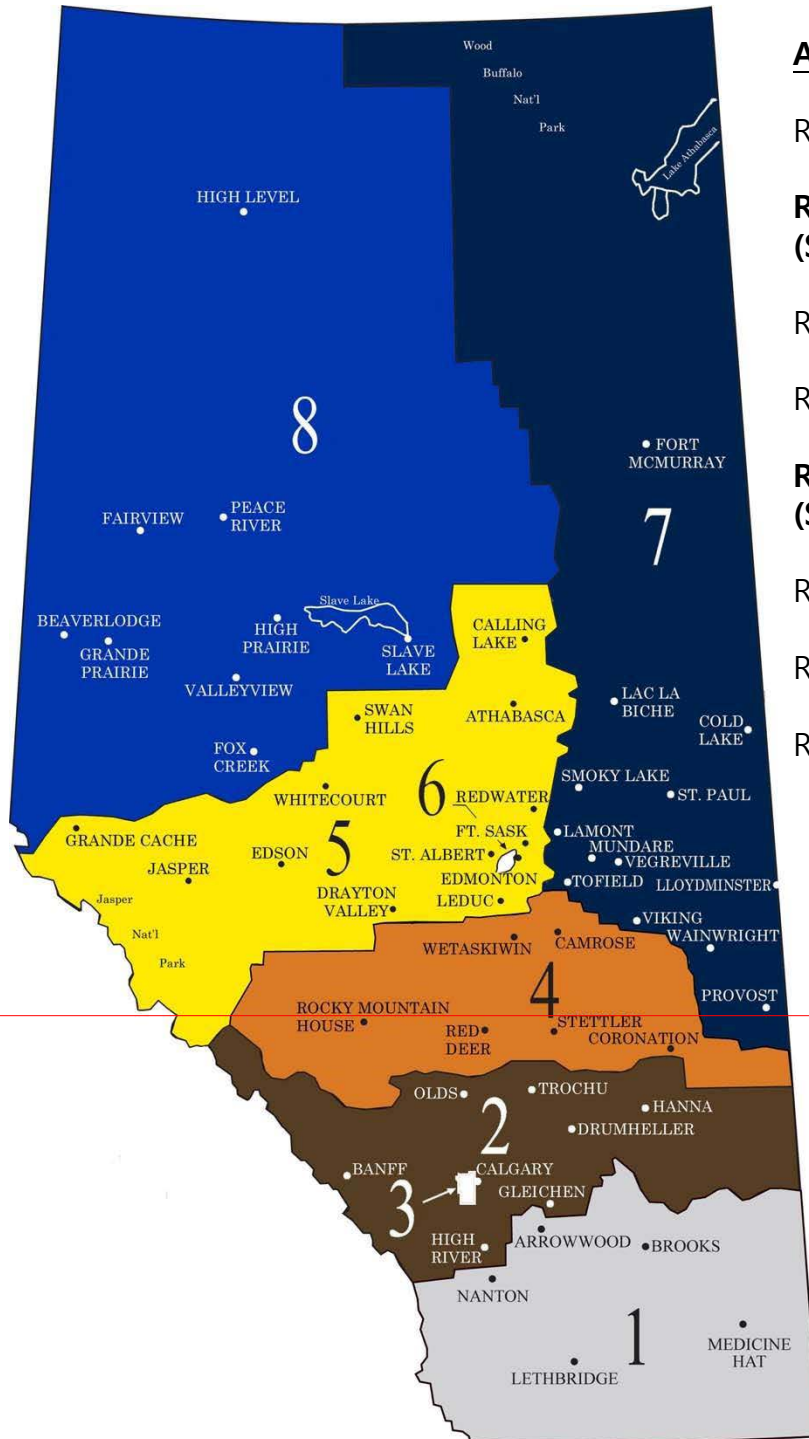 Wood
Buffalo
Nat'l
Park
Lake Athabasca
HIGH LEVEL
8
FORT
MCMURRAY
7
PEACE
RIVER
FAIRVIEW
Slave Lake
BEAVERLODGE
GRANDE
PRAIRIE
HIGH
PRAIRIE
SLAVE
LAKE
VALLEYVIEW
FOX
CREEK
CALLING
LAKE
SWAN
HILLS
ATHABASCA
LAC LA
BICHE
COLD
LAKE
WHITECOURT
6
REDWATER
SMOKY LAKE
ST. PAUL
GRANDE CACHE
JASPER
EDSON
5
FT. SASK
ST. ALBERT
EDMONTON
LEDUC
DRAYTON
VALLEY
LAMONT
MUNDARE
VEGREVILLE
TOFIELD
LLOYDMINSTER
VIKING
WAINWRIGHT
PROVOST
Jasper
Nat'l
Park
WETASKIWIN
CAMROSE
4
ROCKY MOUNTAIN
HOUSE
RED
DEER
STETTLER
CORONATION
OLDS
TROCHU
2
HANNA
DRUMHELLER
BANFF
CALGARY
3
GLEICHEN
HIGH
RIVER
ARROWWOOD
BROOKS
NANTON
1
MEDICINE
HAT
LETHBRIDGE
A
R
R
(S
R
R
R
(S
R
R
R